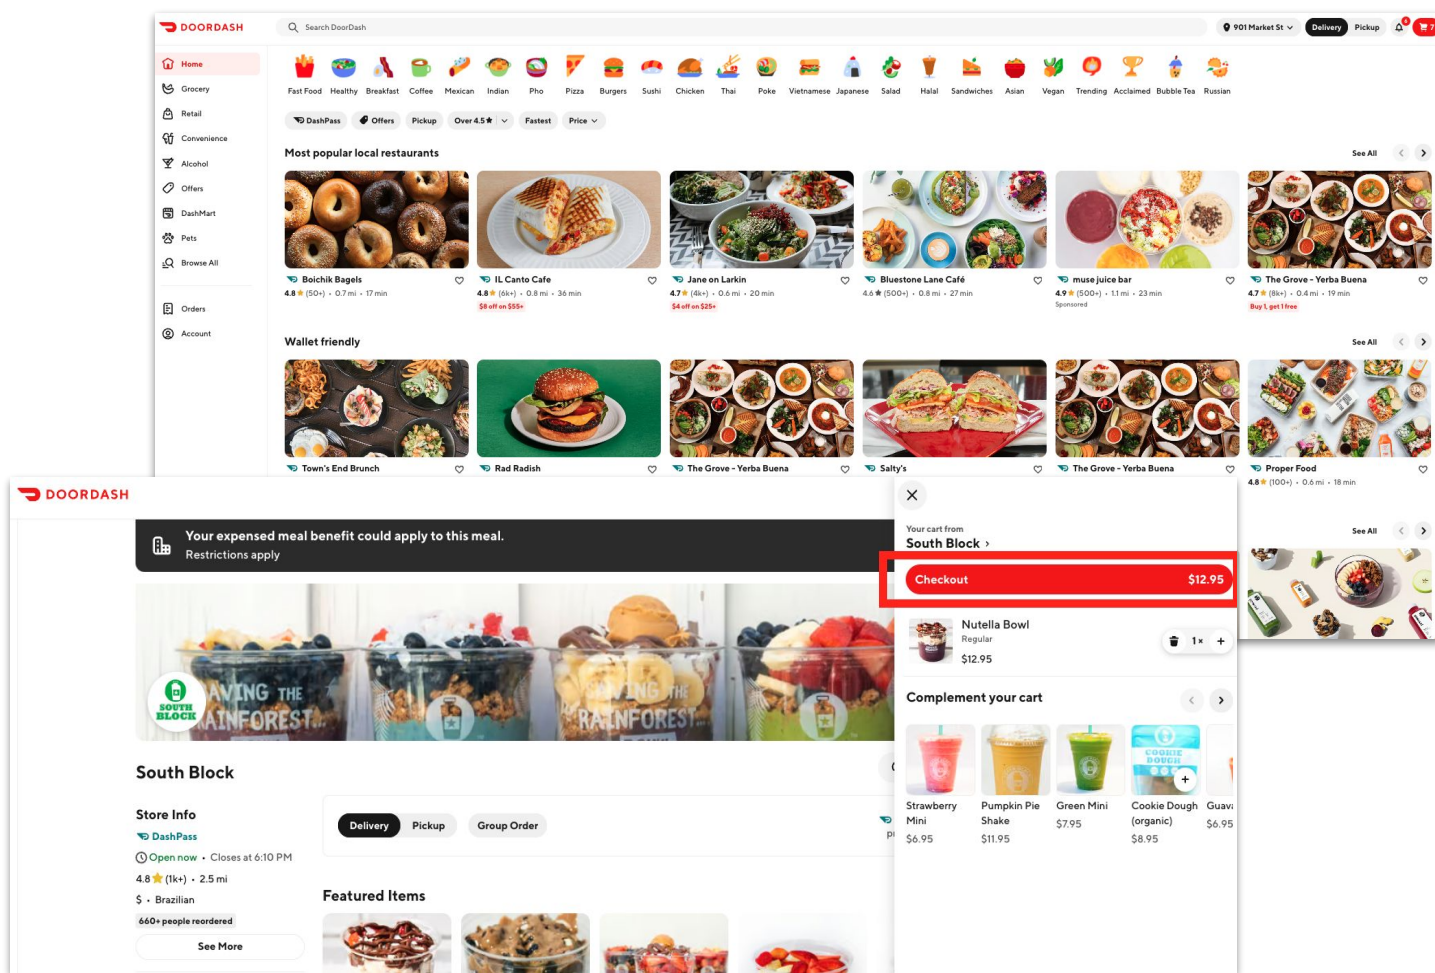 DOORDASH
Search DoorDash
901 Market St
Delivery
Pickup
Home
Grocery
Retail
Convenience
Alcohol
Offers
DashMart
Pets
Browse All
Orders
Account
Fast Food Healthy Breakfast Coffee Mexican Indian Pho Pizza Burgers Sushi Chicken Thai Poke Vietnamese Japanese Salad Halal Sandwiches Asian Vegan Trending Acclaimed Bubble Tea Russian
DashPass Offers Pickup Over 4.5★ Fastest Price
Most popular local restaurants
See All
Boichik Bagels
4.8 ★ (50+) • 0.7 mi • 17 min
IL Canto Cafe
4.8 ★ (6k+) • 0.8 mi • 36 min
$8 off on $55+
Jane on Larkin
4.7 ★ (4k+) • 0.6 mi • 20 min
$4 off on $25+
Bluestone Lane Café
4.6 ★ (500+) • 0.8 mi • 27 min
muse juice bar
4.9 ★ (500+) • 1.1 mi • 23 min
Sponsored
The Grove - Yerba Buena
4.7 ★ (8k+) • 0.4 mi • 19 min
Buy 1, get 1 free
Wallet friendly
See All
Town's End Brunch
Rad Radish
The Grove - Yerba Buena
Salty's
The Grove - Yerba Buena
Proper Food
4.8 ★ (100+) • 0.6 mi • 18 min
See All
DOORDASH
Your expensed meal benefit could apply to this meal.
Restrictions apply
SAVING THE
RAINFOREST...
SOUTH
BLOCK
South Block
Store Info
DashPass
Open now • Closes at 6:10 PM
4.8 ★ (1k+) • 2.5 mi
$ • Brazilian
660+ people reordered
See More
Delivery
Pickup
Group Order
Featured Items
Your cart from
South Block ›
Checkout $12.95
Nutella Bowl
Regular
$12.95
1×
Complement your cart
COOKIE
DOUGH
Strawberry
Mini
$6.95
Pumpkin Pie
Shake
$11.95
Green Mini
$7.95
Cookie Dough
(organic)
$8.95
$6.95